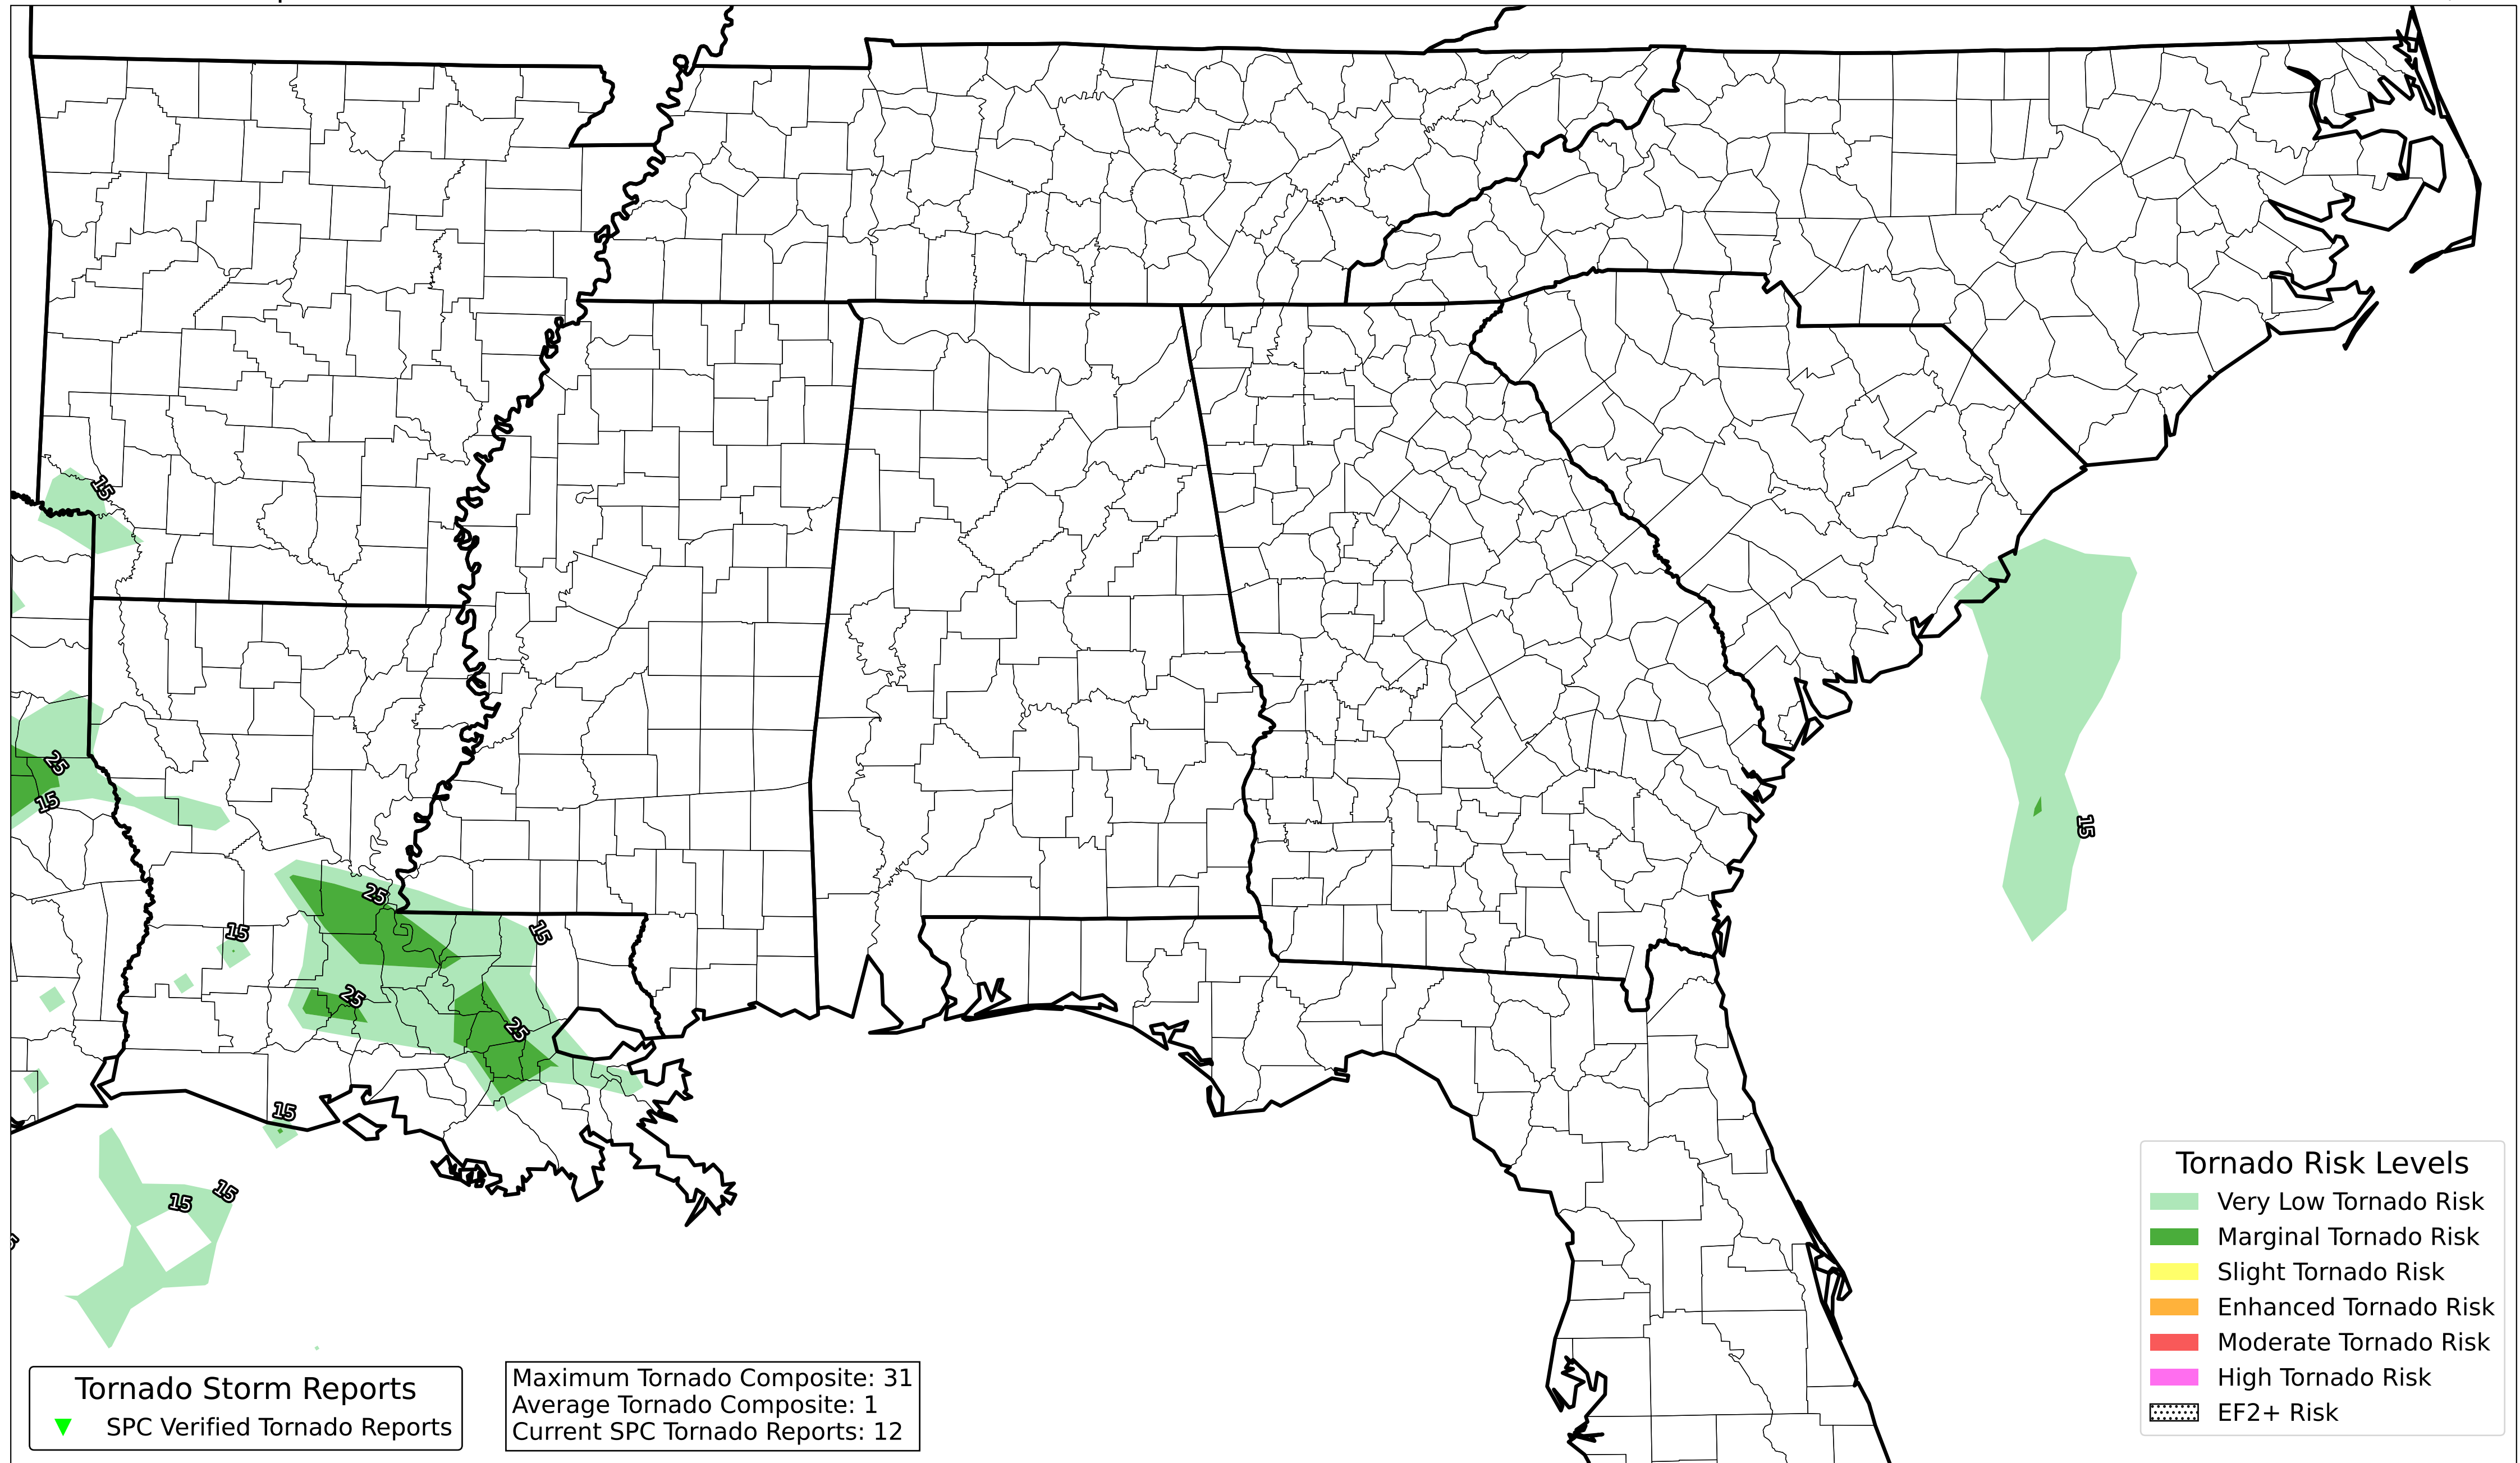 15
25
15
25
15
15
25
25
15
15
15
15
Tornado Risk Levels
Very Low Tornado Risk
Marginal Tornado Risk
Slight Tornado Risk
Enhanced Tornado Risk
Moderate Tornado Risk
High Tornado Risk
EF2+ Risk
Tornado Storm Reports
SPC Verified Tornado Reports
Maximum Tornado Composite: 31
Average Tornado Composite: 1
Current SPC Tornado Reports: 12